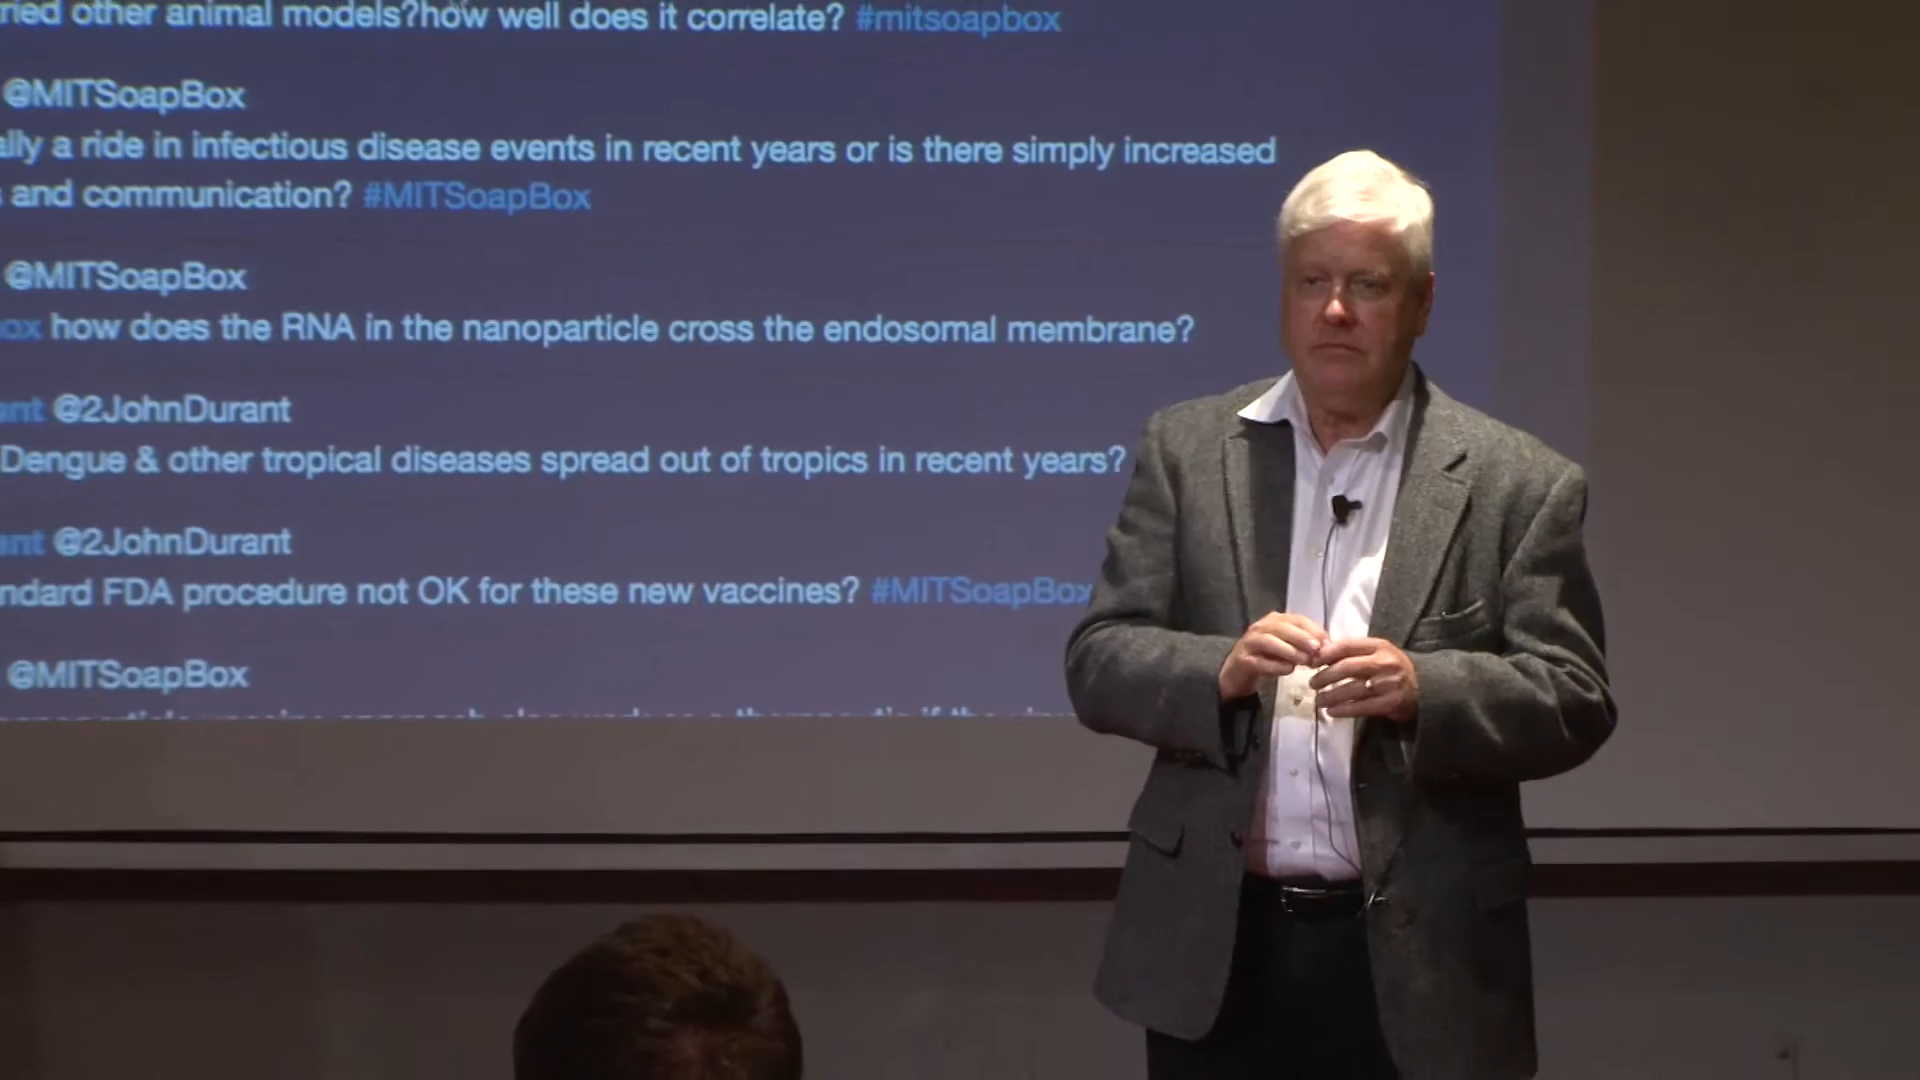 ried other animal models?how well does it correlate? #mitsoapbox
@MITSoapBox
ally a ride in infectious disease events in recent years or is there simply increased
s and communication? #MITSoapBox
@MITSoapBox
ox how does the RNA in the nanoparticle cross the endosomal membrane?
ant @2JohnDurant
Dengue & other tropical diseases spread out of tropics in recent years?
ant @2JohnDurant
ndard FDA procedure not OK for these new vaccines? #MITSoapBox
@MITSoapBox